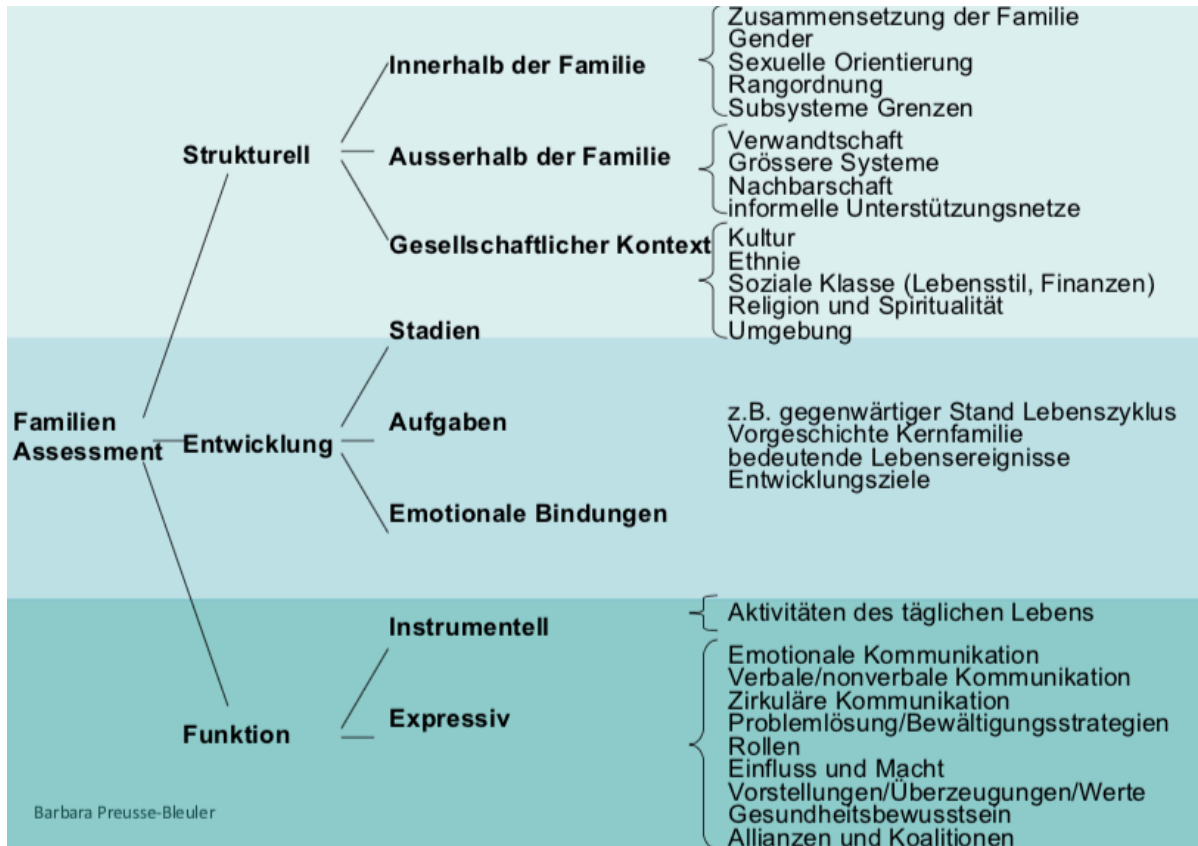 Familien
Assessment
Strukturell
Innerhalb der Familie
Zusammensetzung der Familie
Gender
Sexuelle Orientierung
Rangordnung
Subsysteme Grenzen
Ausserhalb der Familie
Verwandtschaft
Grössere Systeme
Nachbarschaft
informelle Unterstützungsnetze
Gesellschaftlicher Kontext
Kultur
Ethnie
Soziale Klasse (Lebensstil, Finanzen)
Religion und Spiritualität
Umgebung
Entwicklung
Stadien
Aufgaben
Emotionale Bindungen
z.B. gegenwärtiger Stand Lebenszyklus
Vorgeschichte Kernfamilie
bedeutende Lebensereignisse
Entwicklungsziele
Funktion
Instrumentell
Aktivitäten des täglichen Lebens
Expressiv
Emotionale Kommunikation
Verbale/nonverbale Kommunikation
Zirkuläre Kommunikation
Problemlösung/Bewältigungsstrategien
Rollen
Einfluss und Macht
Vorstellungen/Überzeugungen/Werte
Gesundheitsbewusstsein
Allianzen und Koalitionen
Barbara Preusse-Bleuler